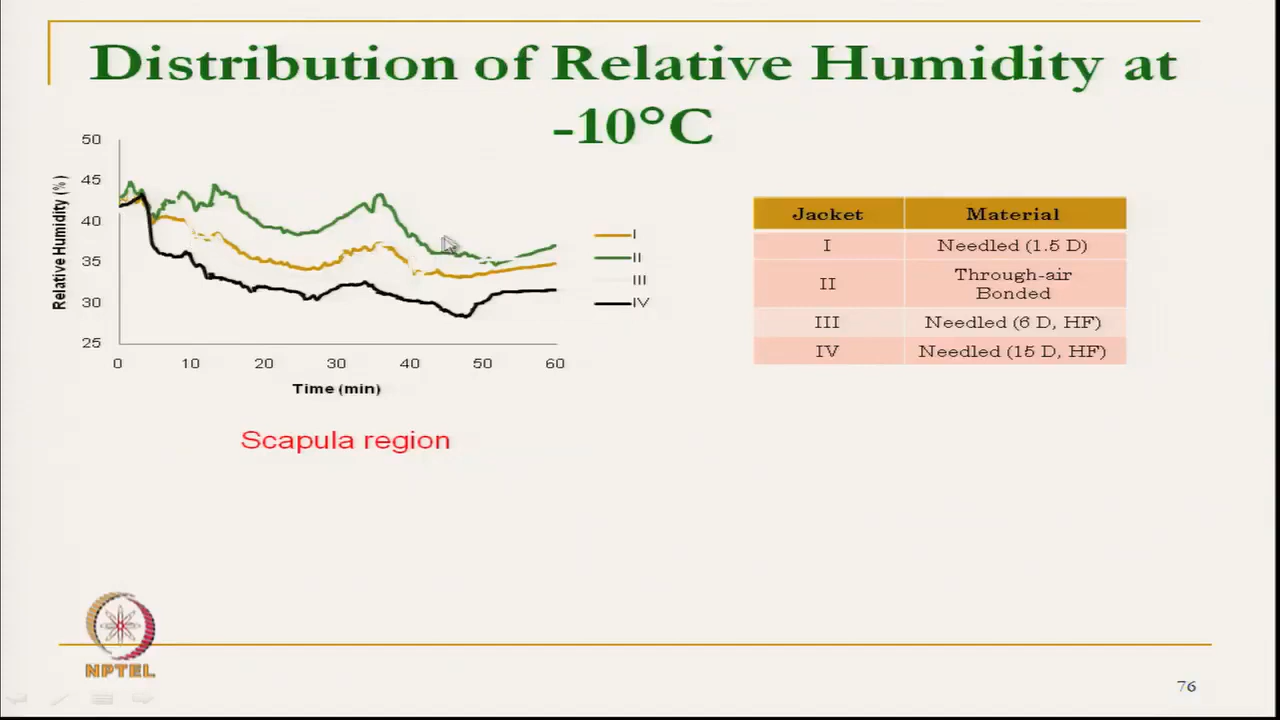 Distribution of Relative Humidity at
-10°C
Relative Humidity (%)
50
45
40
35
30
25
0
10
20
30
40
50
60
Time (min)
I
II
III
IV
Scapula region
Jacket Material
I Needled (1.5 D)
II Through-air
Bonded
III Needled (6 D, HF)
IV Needled (15 D, HF)
NPTEL
76